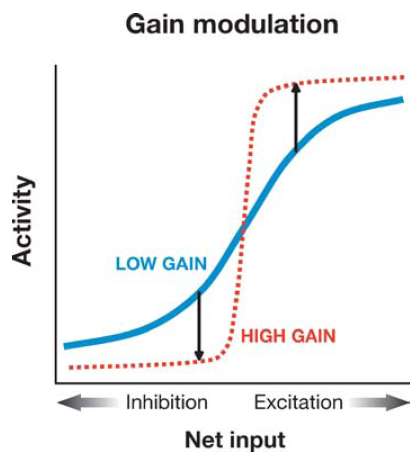 Gain modulation
Activity
LOW GAIN
HIGH GAIN
Inhibition
Excitation
Net input